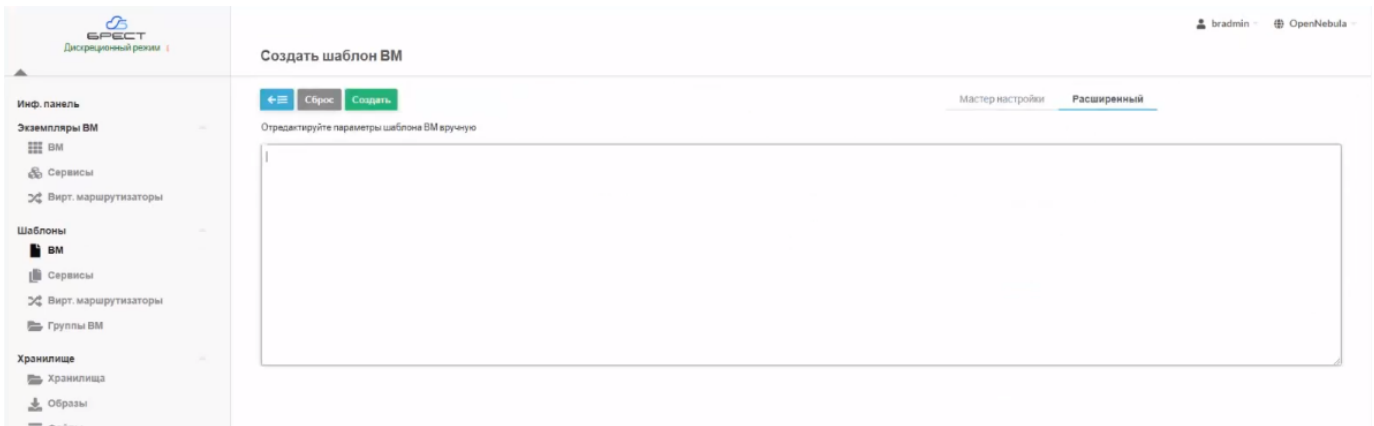 БРЕСТ
Дискреционный режим
bradmin
OpenNebula
Создать шаблон ВМ
Сброс
Создать
Мастер настройки
Расширенный
Отредактируйте параметры шаблона ВМ вручную
Инф. панель
Экземпляры ВМ
ВМ
Сервисы
Вирт. маршрутизаторы
Шаблоны
ВМ
Сервисы
Вирт. маршрутизаторы
Группы ВМ
Хранилище
Хранилища
Образы